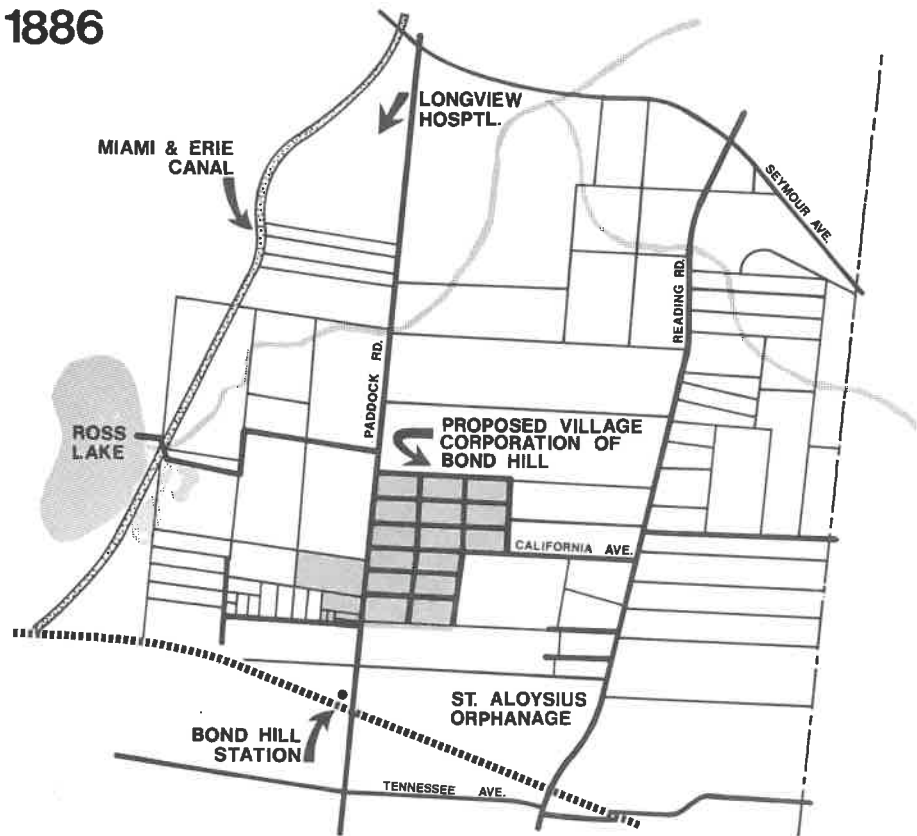 1886
LONGVIEW
HOSPTL.
MIAMI & ERIE
CANAL
SEYMOUR AVE.
READING RD.
PADDOCK RD.
ROSS
LAKE
PROPOSED VILLAGE
CORPORATION OF
BOND HILL
CALIFORNIA AVE.
ST. ALOYSIUS
ORPHANAGE
BOND HILL
STATION
TENNESSEE AVE.